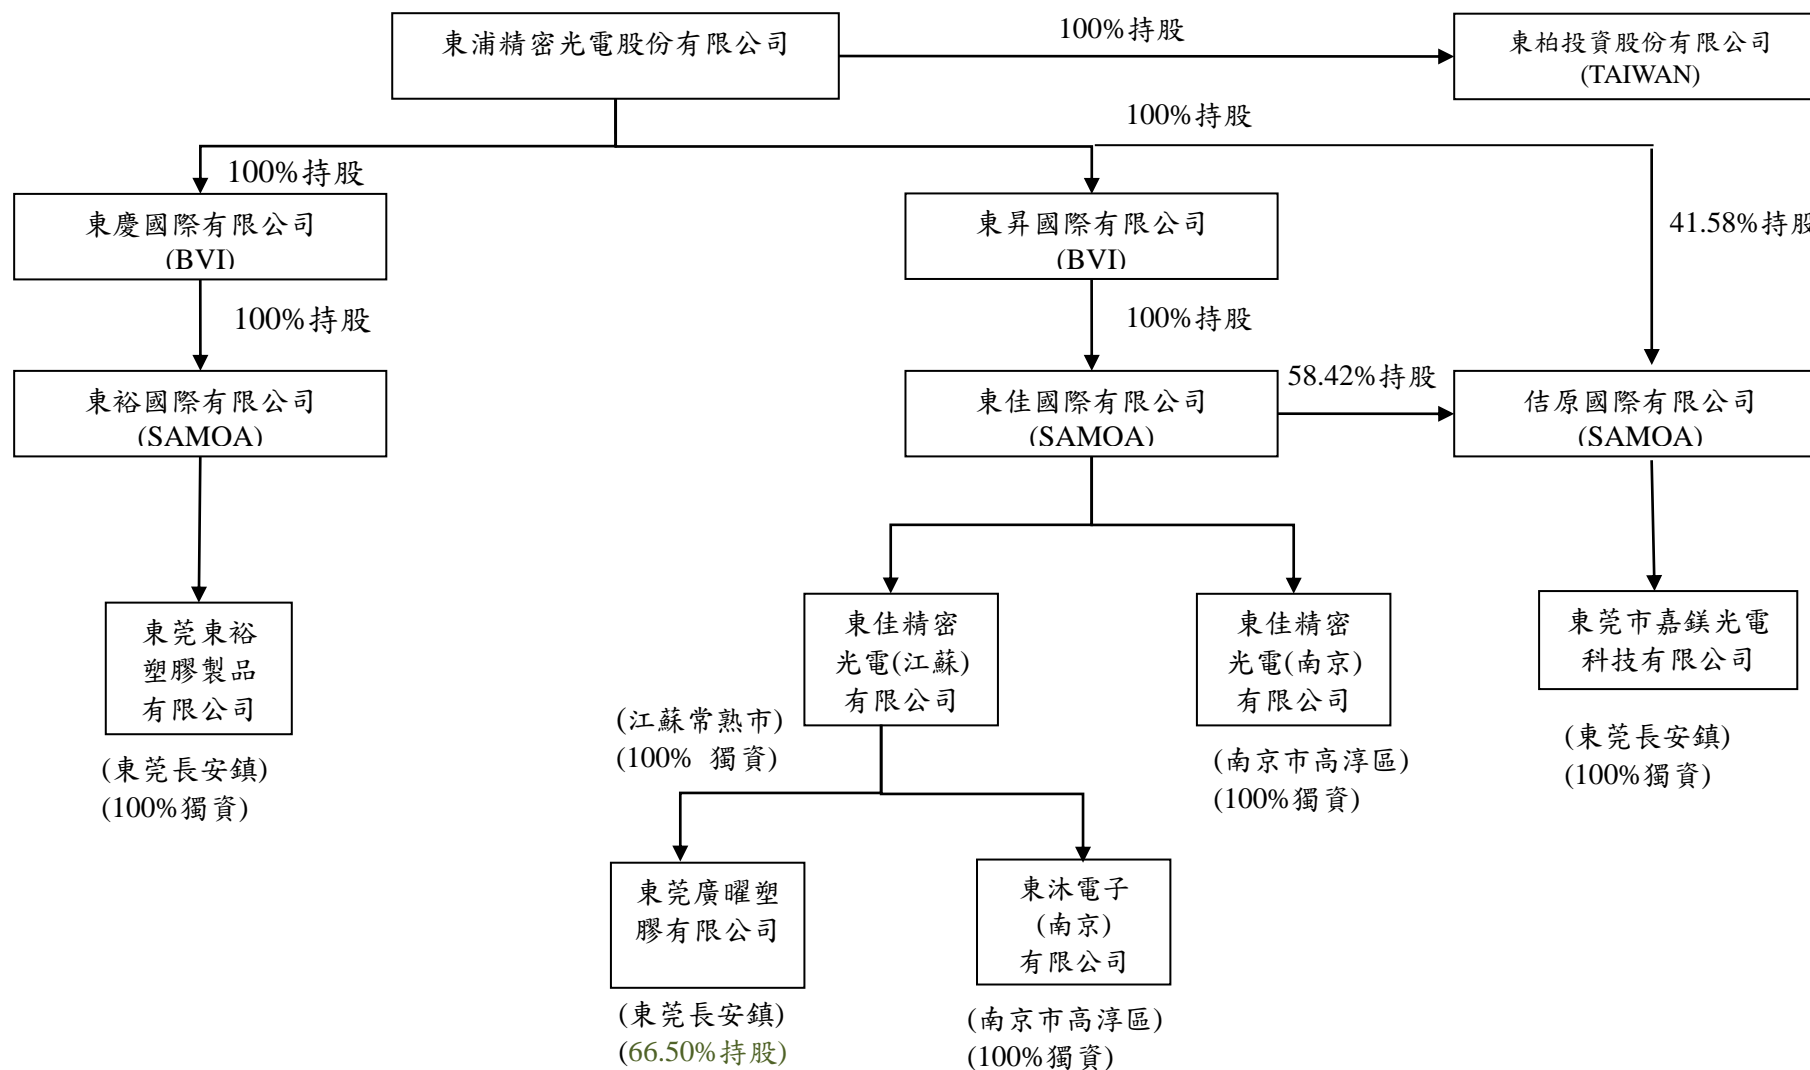 東浦精密光電股份有限公司
100%持股
東柏投資股份有限公司
(TAIWAN)
100%持股
100%持股
東慶國際有限公司
(BVI)
東昇國際有限公司
(BVI)
41.58%持股
100%持股
100%持股
58.42%持股
東裕國際有限公司
(SAMOA)
東佳國際有限公司
(SAMOA)
佶原國際有限公司
(SAMOA)
東莞東裕
塑膠製品
有限公司
(東莞長安鎮)
(100%獨資)
東佳精密
光電(江蘇)
有限公司
(江蘇常熟市)
(100% 獨資)
東佳精密
光電(南京)
有限公司
(南京市高淳區)
(100%獨資)
東莞市嘉鎂光電
科技有限公司
(東莞長安鎮)
(100%獨資)
東莞廣曜塑
膠有限公司
(東莞長安鎮)
(66.50%持股)
東沐電子
(南京)
有限公司
(南京市高淳區)
(100%獨資)